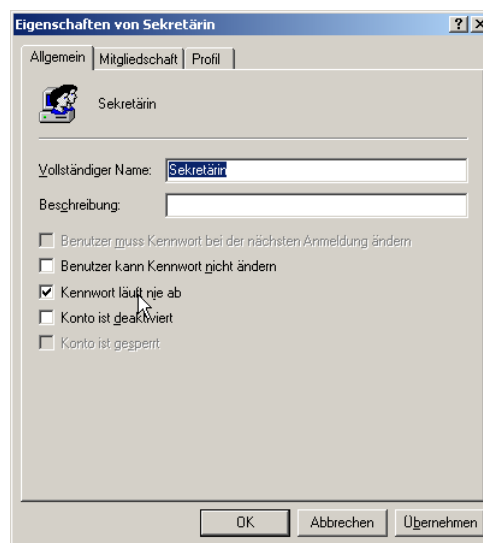 Eigenschaften von Sekretärin
Allgemein Mitgliedschaft Profil
Sekretärin
Vollständiger Name: Sekretärin
Beschreibung:
Benutzer muss Kennwort bei der nächsten Anmeldung ändern
Benutzer kann Kennwort nicht ändern
Kennwort läuft nie ab
Konto ist deaktiviert
Konto ist gesperrt
OK Abbrechen Übernehmen